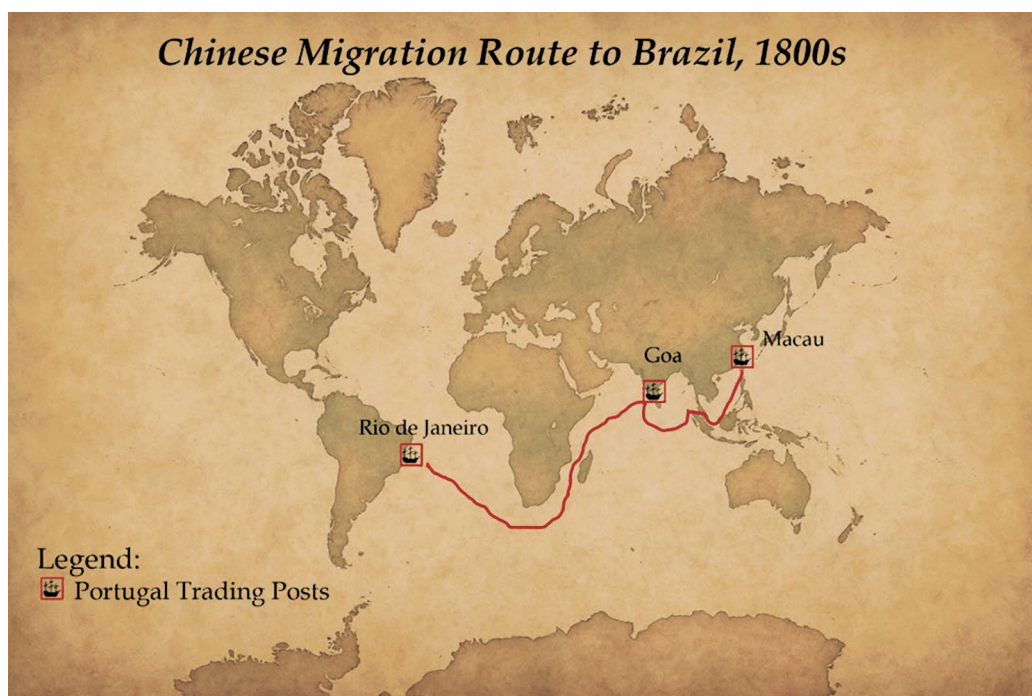 Chinese Migration Route to Brazil, 1800s
Macau
Goa
Rio de Janeiro
Legend:
Portugal Trading Posts